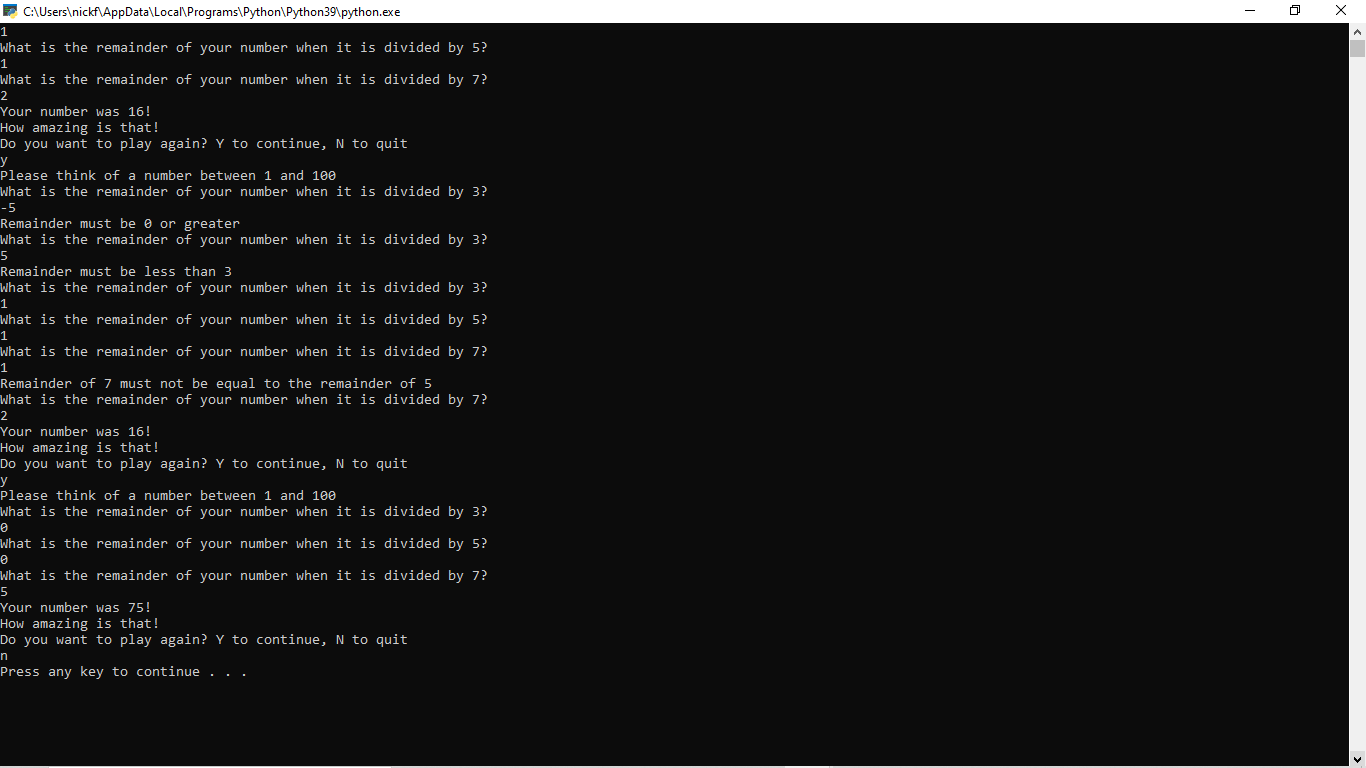 C:\Users\nickf\AppData\Local\Programs\Python\Python39\python.exe
1
What is the remainder of your number when it is divided by 5?
1
What is the remainder of your number when it is divided by 7?
2
Your number was 16!
How amazing is that!
Do you want to play again? Y to continue, N to quit
y
Please think of a number between 1 and 100
What is the remainder of your number when it is divided by 3?
-5
Remainder must be 0 or greater
What is the remainder of your number when it is divided by 3?
5
Remainder must be less than 3
What is the remainder of your number when it is divided by 3?
1
What is the remainder of your number when it is divided by 5?
1
What is the remainder of your number when it is divided by 7?
1
Remainder of 7 must not be equal to the remainder of 5
What is the remainder of your number when it is divided by 7?
2
Your number was 16!
How amazing is that!
Do you want to play again? Y to continue, N to quit
y
Please think of a number between 1 and 100
What is the remainder of your number when it is divided by 3?
0
What is the remainder of your number when it is divided by 5?
0
What is the remainder of your number when it is divided by 7?
5
Your number was 75!
How amazing is that!
Do you want to play again? Y to continue, N to quit
n
Press any key to continue . . .